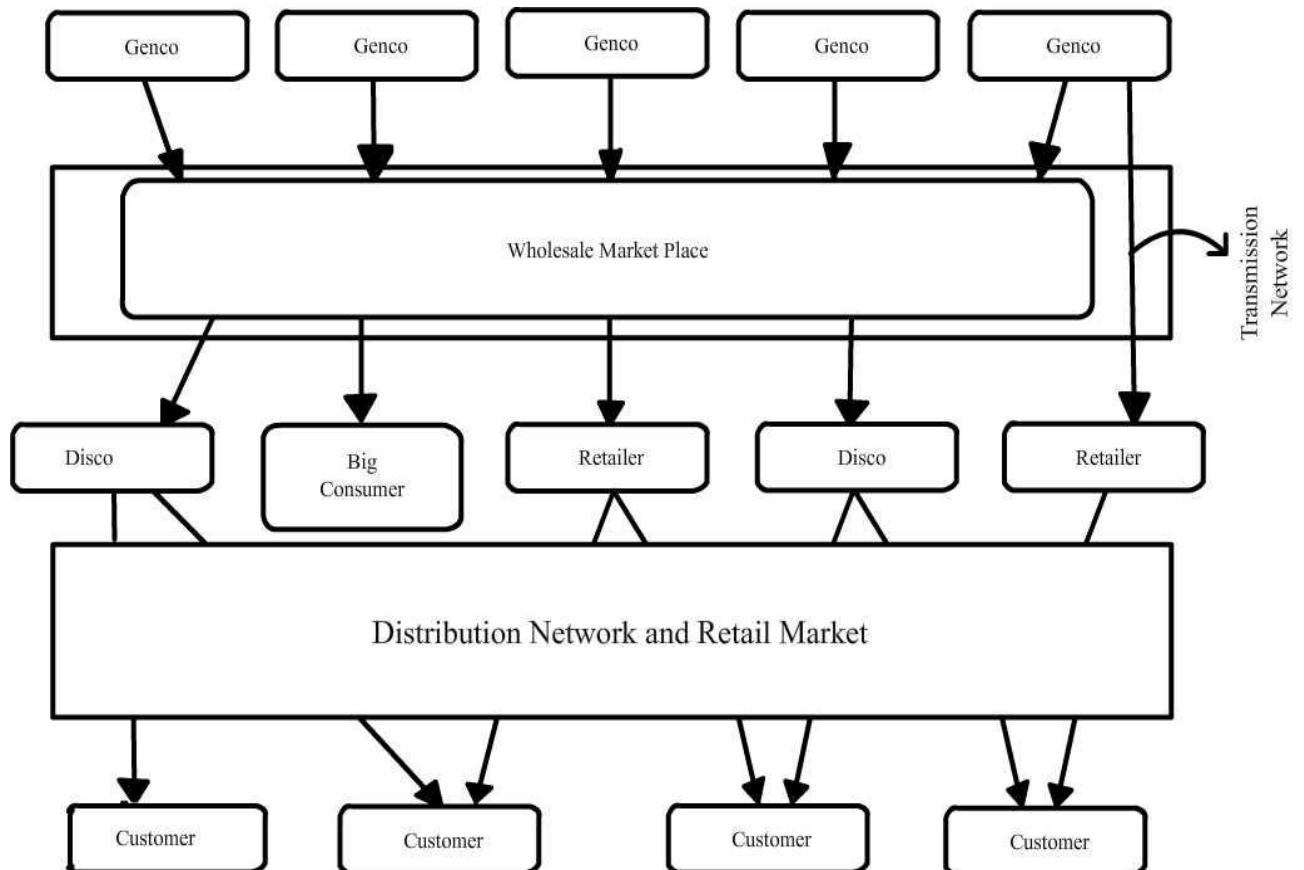 Genco
Genco
Genco
Genco
Genco
Wholesale Market Place
Transmission
Network
Disco
Big
Consumer
Retailer
Disco
Retailer
Distribution Network and Retail Market
Customer
Customer
Customer
Customer